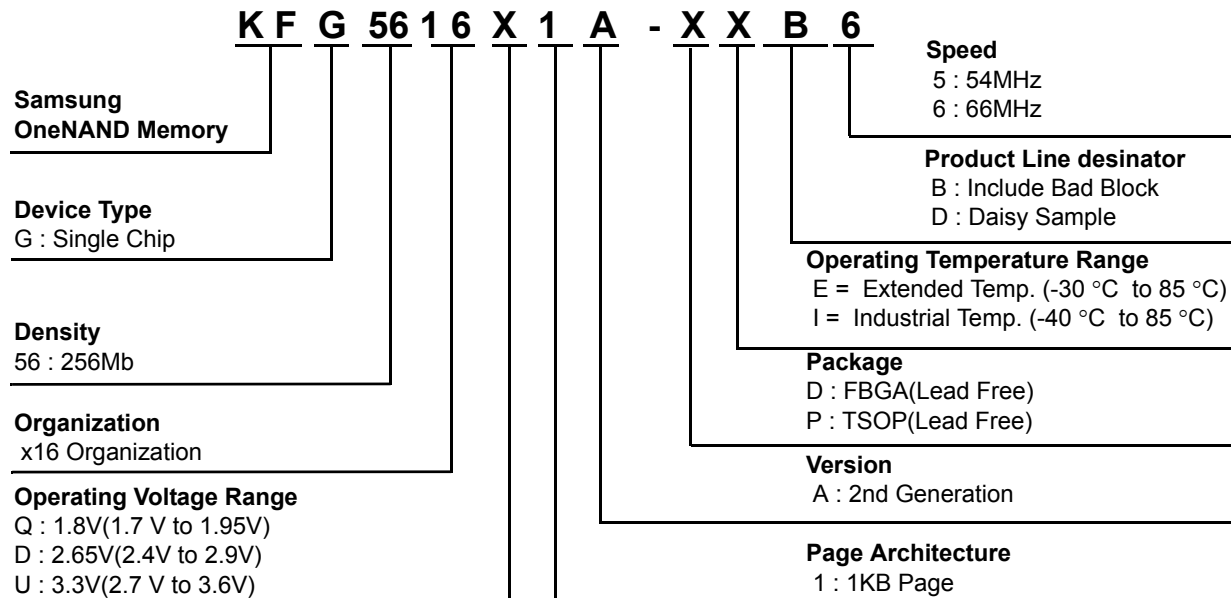 K F G 56 1 6 X 1 A - X X B 6
Samsung
OneNAND Memory
Device Type
G : Single Chip
Density
56 : 256Mb
Organization
x16 Organization
Operating Voltage Range
Q : 1.8V(1.7 V to 1.95V)
D : 2.65V(2.4V to 2.9V)
U : 3.3V(2.7 V to 3.6V)
Speed
5 : 54MHz
6 : 66MHz
Product Line desinator
B : Include Bad Block
D : Daisy Sample
Operating Temperature Range
E = Extended Temp. (-30 °C to 85 °C)
I = Industrial Temp. (-40 °C to 85 °C)
Package
D : FBGA(Lead Free)
P : TSOP(Lead Free)
Version
A : 2nd Generation
Page Architecture
1 : 1KB Page